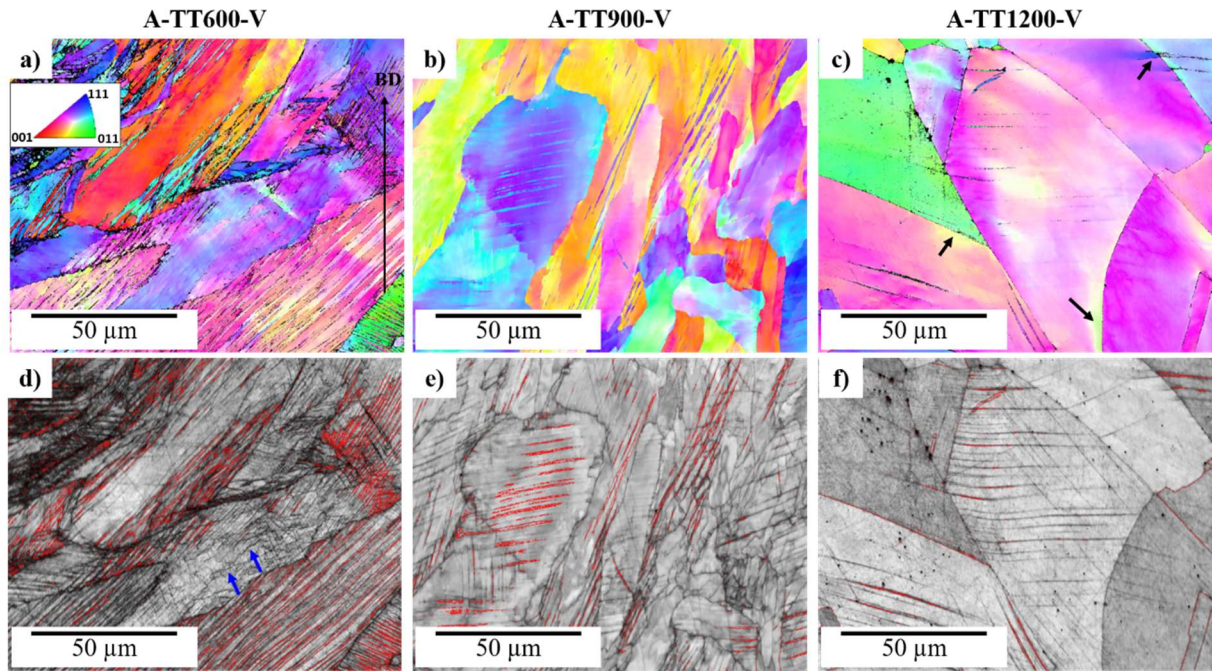 A-TT600-V A-TT900-V A-TT1200-V
a) b) c)
111
001 011
BD
50 µm 50 µm 50 µm
d) e) f)
50 µm 50 µm 50 µm